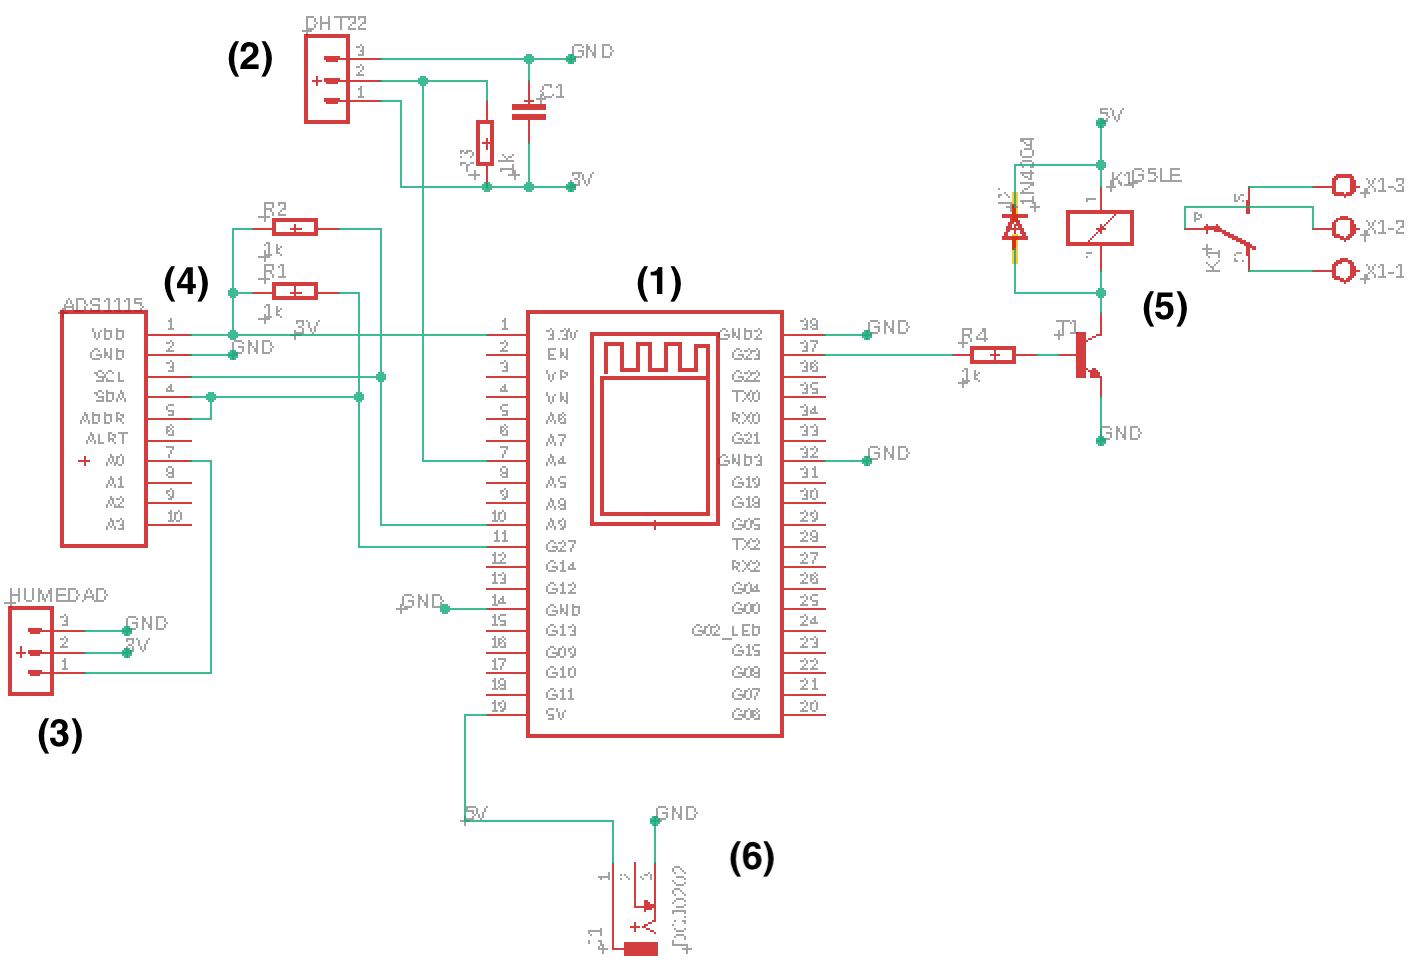 DHT22
(2)
3
GND
2
1
C1
R3
1k
3V
5V
1N4004
K1
G5LE
1
X1-3
X1-2
X1-1
P
S
K1
(5)
R2
1k
R1
1k
(4)
3V
GND
ADS1115
VDD 1
GND 2
SCL 3
SDA 4
ADDR 5
ALRT 6
A0 7
A1 8
A2 9
A3 10
HUMEDAD
3 GND
2 3V
1
(3)
(1)
1 3.3V
2 EN
3 VP
4 VN
5 A6
6 A7
7 A4
8 A5
9 A8
10 A9
11 G27
12 G14
13 G12
GND 14 GND
15 G13
16 G09
17 G10
18 G11
19 5V
GND2 39 GND
G23 37
G22 36
TX0 35
RX0 34
G21 33
GND3 32 GND
G19 31
G18 30
G05 29
TX2 28
RX2 27
G04 26
G00 25
G02_LED 24
G15 23
G08 22
G07 21
G06 20
R4
1k
T1
GND
5V
GND
(6)
1
2
3
DCJ0202